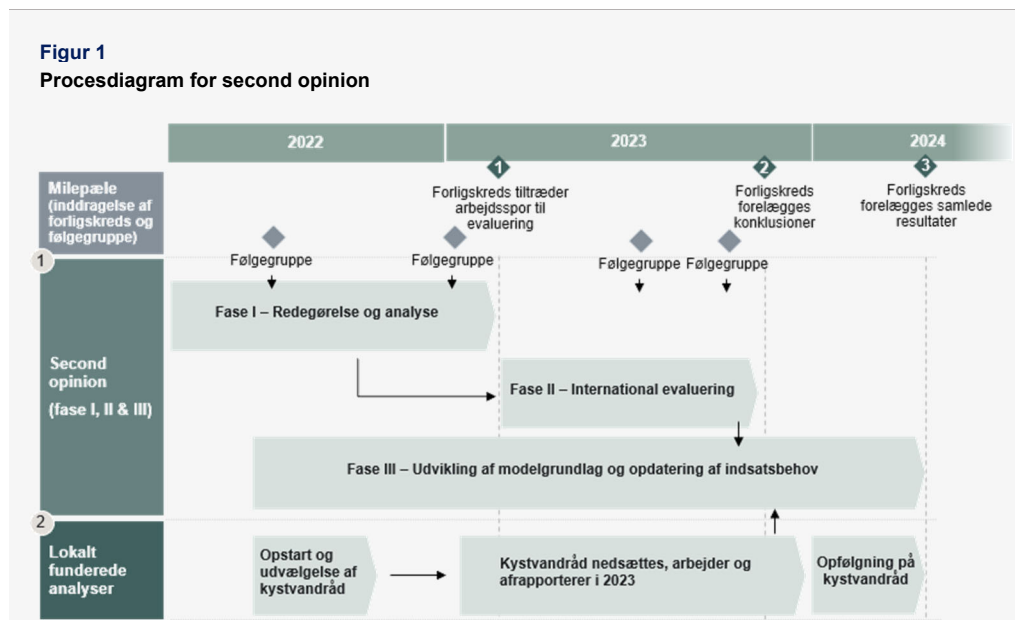 Figur 1
Procesdiagram for second opinion
2022
2023
2024
Milepæle
(inddragelse af
forligskreds og
følgegruppe)
1
Forligskreds tiltræder
arbejdsspor til
evaluering
2
Forligskreds
forelægges
konklusioner
3
Forligskreds
forelægges samlede
resultater
Følgegruppe
Følgegruppe
Følgegruppe
Følgegruppe
1
Second
opinion
(fase I, II & III)
Fase I – Redegørelse og analyse
Fase II – International evaluering
Fase III – Udvikling af modelgrundlag og opdatering af indsatsbehov
2
Lokalt
funderede
analyser
Opstart og
udvælgelse af
kystvandråd
Kystvandråd nedsættes, arbejder og
afrapporterer i 2023
Opfølgning på
kystvandråd